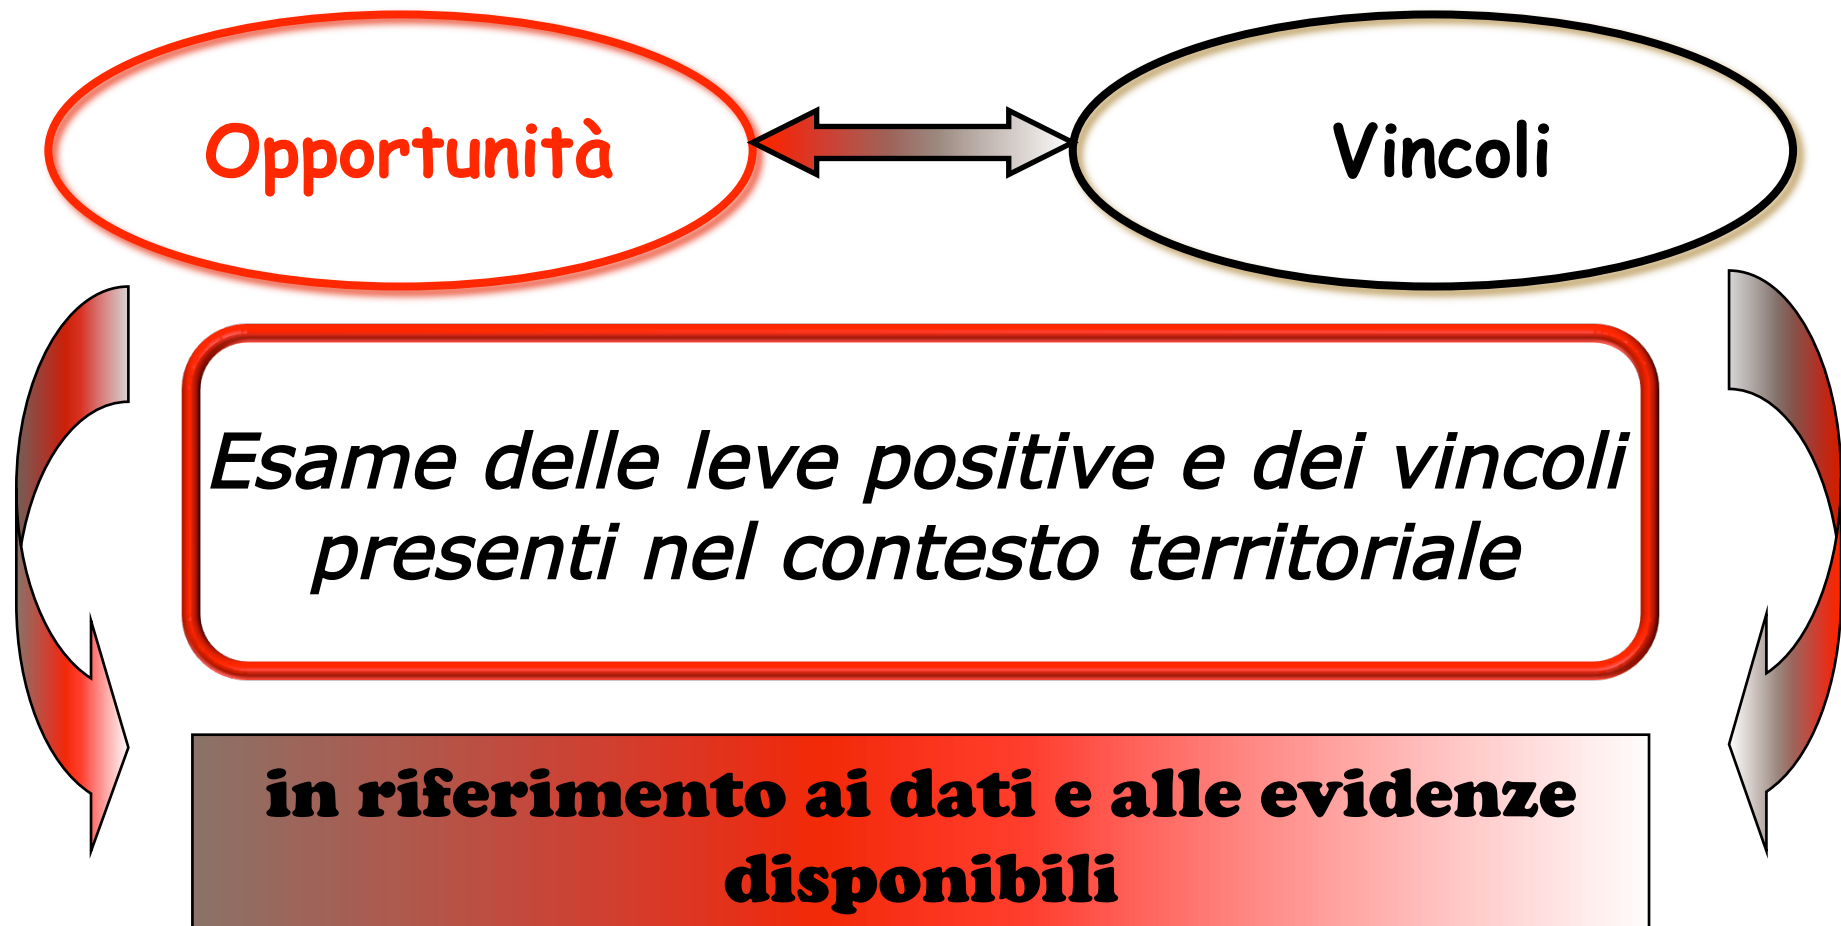 Opportunità
Vincoli
Esame delle leve positive e dei vincoli
presenti nel contesto territoriale
in riferimento ai dati e alle evidenze
disponibili